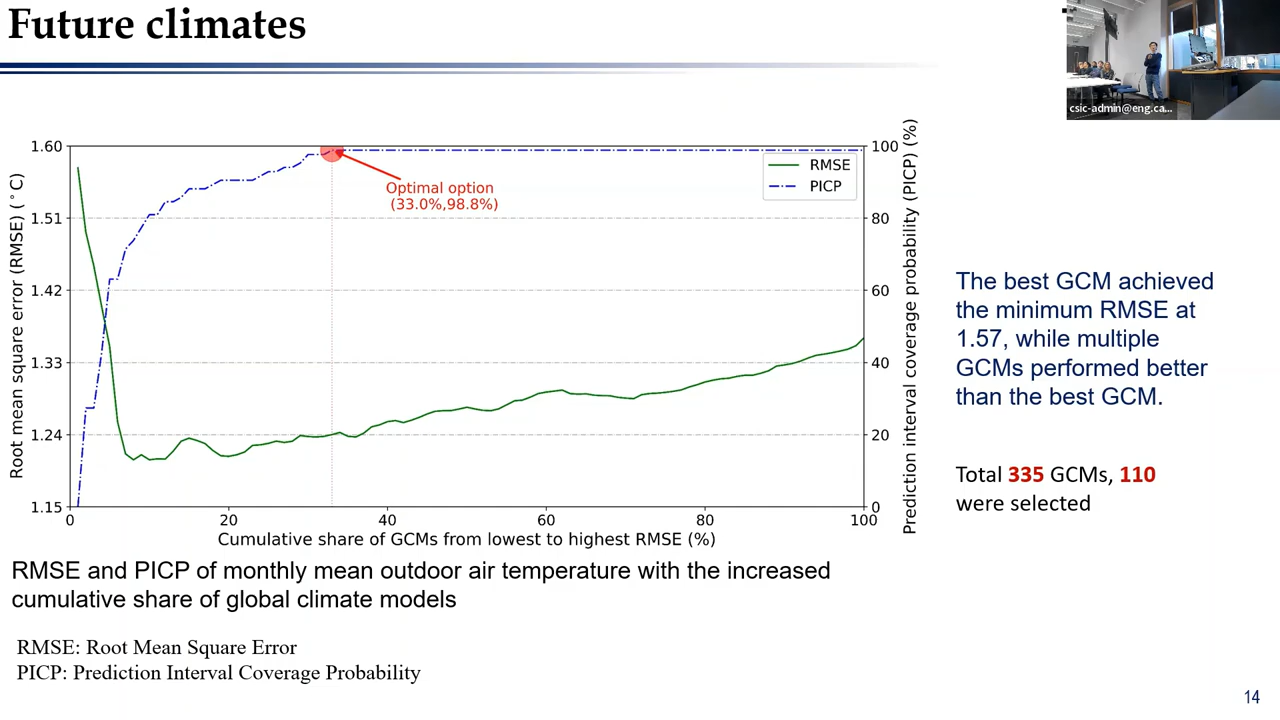 Future climates
csic-admin@eng.ca...
1.60
1.51
1.42
1.33
1.24
1.15
Root mean square error (RMSE) (°C)
0
20
40
60
80
100
Cumulative share of GCMs from lowest to highest RMSE (%)
100
80
60
40
20
0
Prediction interval coverage probability (PICP) (%)
RMSE
PICP
Optimal option
(33.0%,98.8%)
The best GCM achieved
the minimum RMSE at
1.57, while multiple
GCMs performed better
than the best GCM.
Total 335 GCMs, 110
were selected
RMSE and PICP of monthly mean outdoor air temperature with the increased
cumulative share of global climate models
RMSE: Root Mean Square Error
PICP: Prediction Interval Coverage Probability
14